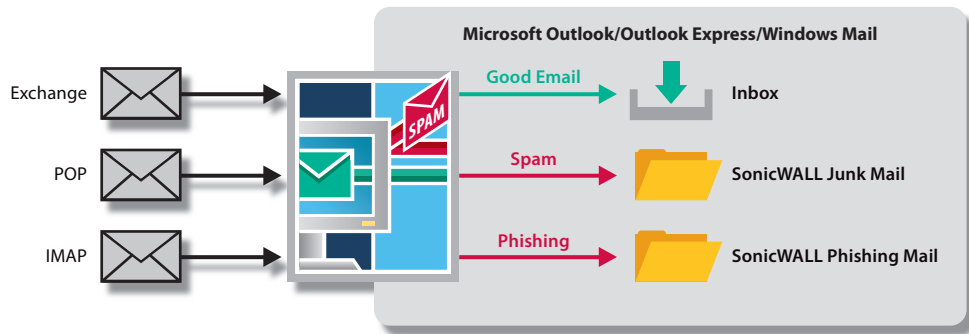 Microsoft Outlook/Outlook Express/Windows Mail
Exchange
Good Email
Inbox
SPAM
POP
Spam
SonicWALL Junk Mail
IMAP
Phishing
SonicWALL Phishing Mail